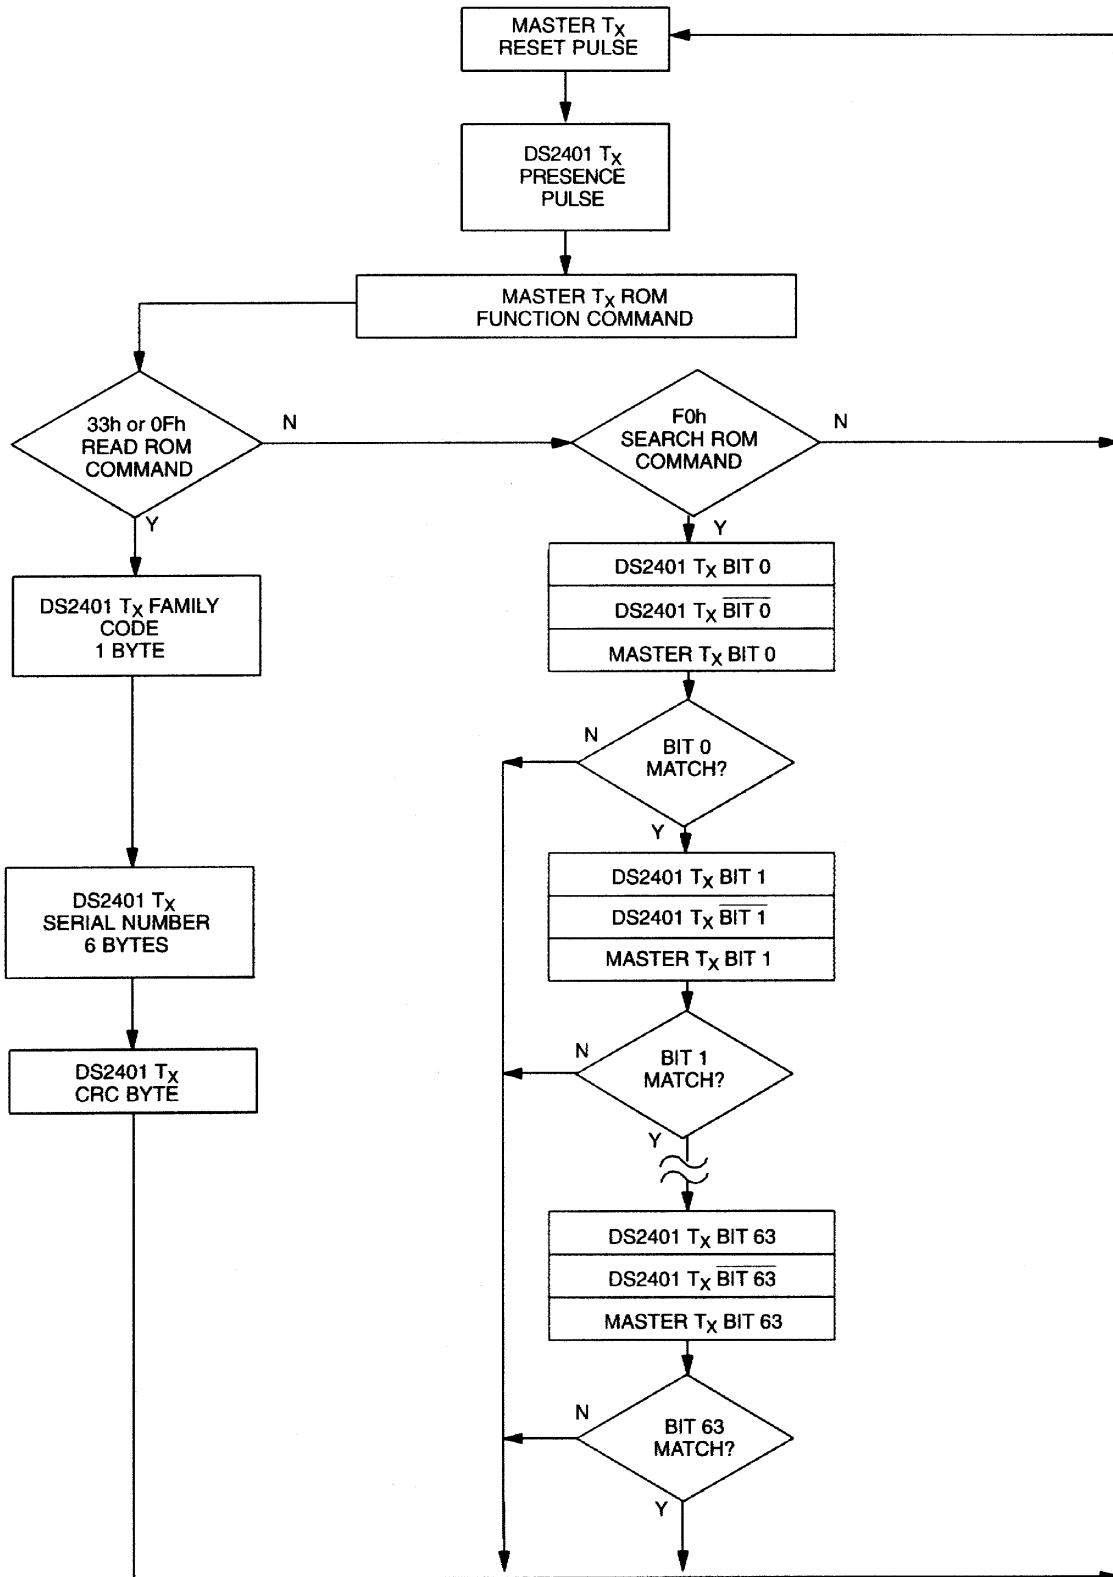 MASTER TX
RESET PULSE
DS2401 TX
PRESENCE
PULSE
MASTER TX ROM
FUNCTION COMMAND
33h or 0Fh
READ ROM
COMMAND
N
Y
F0h
SEARCH ROM
COMMAND
N
Y
DS2401 TX FAMILY
CODE
1 BYTE
DS2401 TX
SERIAL NUMBER
6 BYTES
DS2401 TX
CRC BYTE
DS2401 TX BIT 0
DS2401 TX B̅I̅T̅ ̅0̅
MASTER TX BIT 0
N
BIT 0
MATCH?
Y
DS2401 TX BIT 1
DS2401 TX B̅I̅T̅ ̅1̅
MASTER TX BIT 1
N
BIT 1
MATCH?
Y
DS2401 TX BIT 63
DS2401 TX B̅I̅T̅ ̅6̅3̅
MASTER TX BIT 63
N
BIT 63
MATCH?
Y